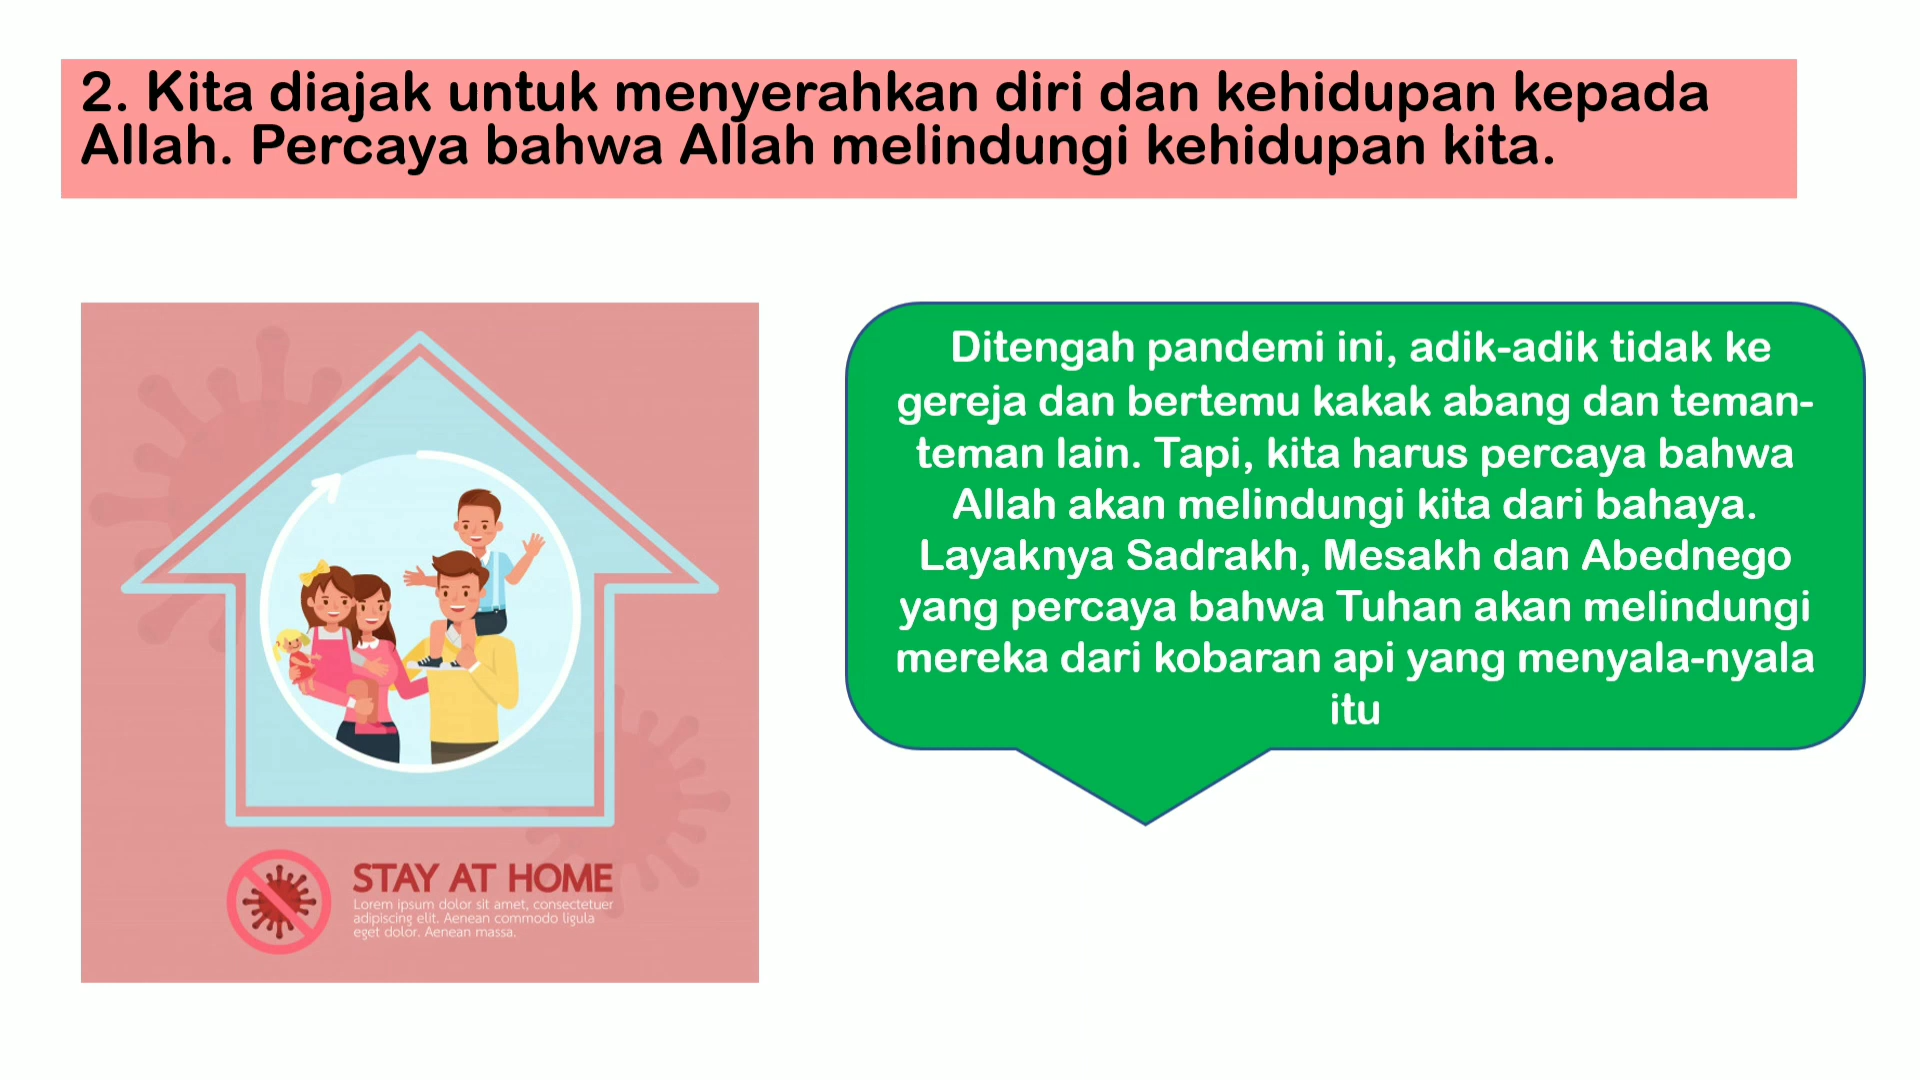 2. Kita diajak untuk menyerahkan diri dan kehidupan kepada
Allah. Percaya bahwa Allah melindungi kehidupan kita.
Ditengah pandemi ini, adik-adik tidak ke
gereja dan bertemu kakak abang dan teman-
teman lain. Tapi, kita harus percaya bahwa
Allah akan melindungi kita dari bahaya.
Layaknya Sadrakh, Mesakh dan Abednego
yang percaya bahwa Tuhan akan melindungi
mereka dari kobaran api yang menyala-nyala
itu
STAY AT HOME
Lorem ipsum dolor sit amet, consectetuer
adipiscing elit. Aenean commodo ligula
eget dolor. Aenean massa.